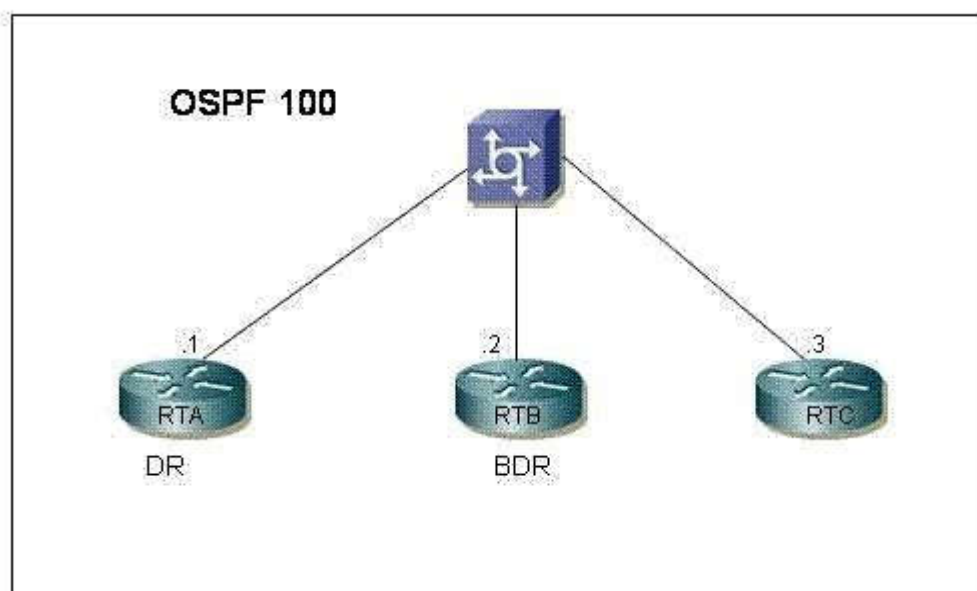 OSPF 100
.1
.2
.3
RTA
RTB
RTC
DR
BDR